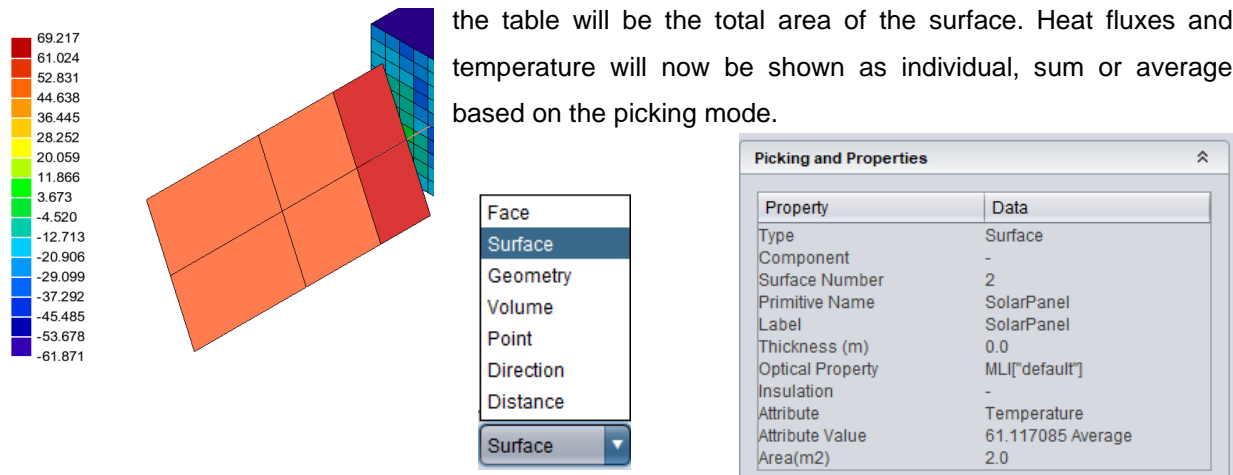 the table will be the total area of the surface. Heat fluxes and
temperature will now be shown as individual, sum or average
based on the picking mode.
69.217
61.024
52.831
44.638
36.445
28.252
20.059
11.866
3.673
-4.520
-12.713
-20.906
-29.099
-37.292
-45.485
-53.678
-61.871
Face
Surface
Geometry
Volume
Point
Direction
Distance
Surface
Picking and Properties
Property Data
Type Surface
Component -
Surface Number 2
Primitive Name SolarPanel
Label SolarPanel
Thickness (m) 0.0
Optical Property MLI["default"]
Insulation -
Attribute Temperature
Attribute Value 61.117085 Average
Area(m2) 2.0